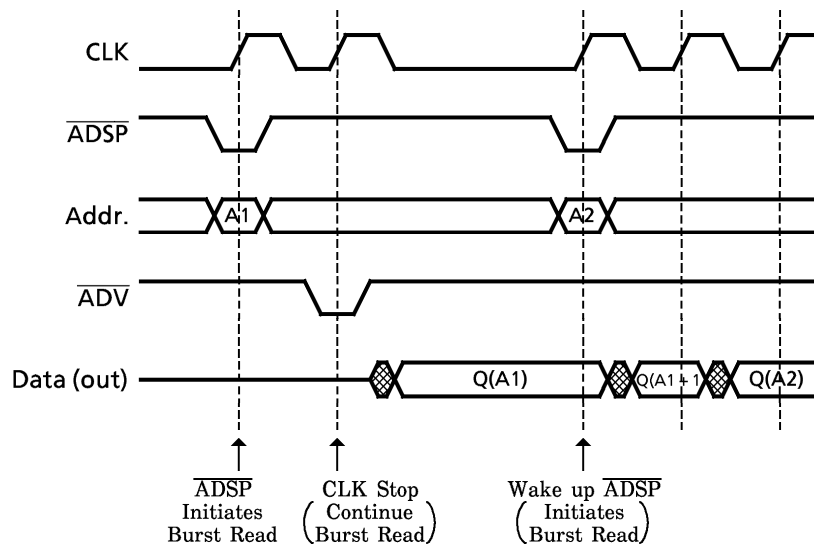 CLK
ADSP
Addr.
A1
A2
ADV
Data (out)
Q(A1)
Q(A1 + 1
Q(A2)
ADSP
Initiates
Burst Read
CLK Stop
(Continue
Burst Read)
Wake up ADSP
(Initiates
Burst Read)